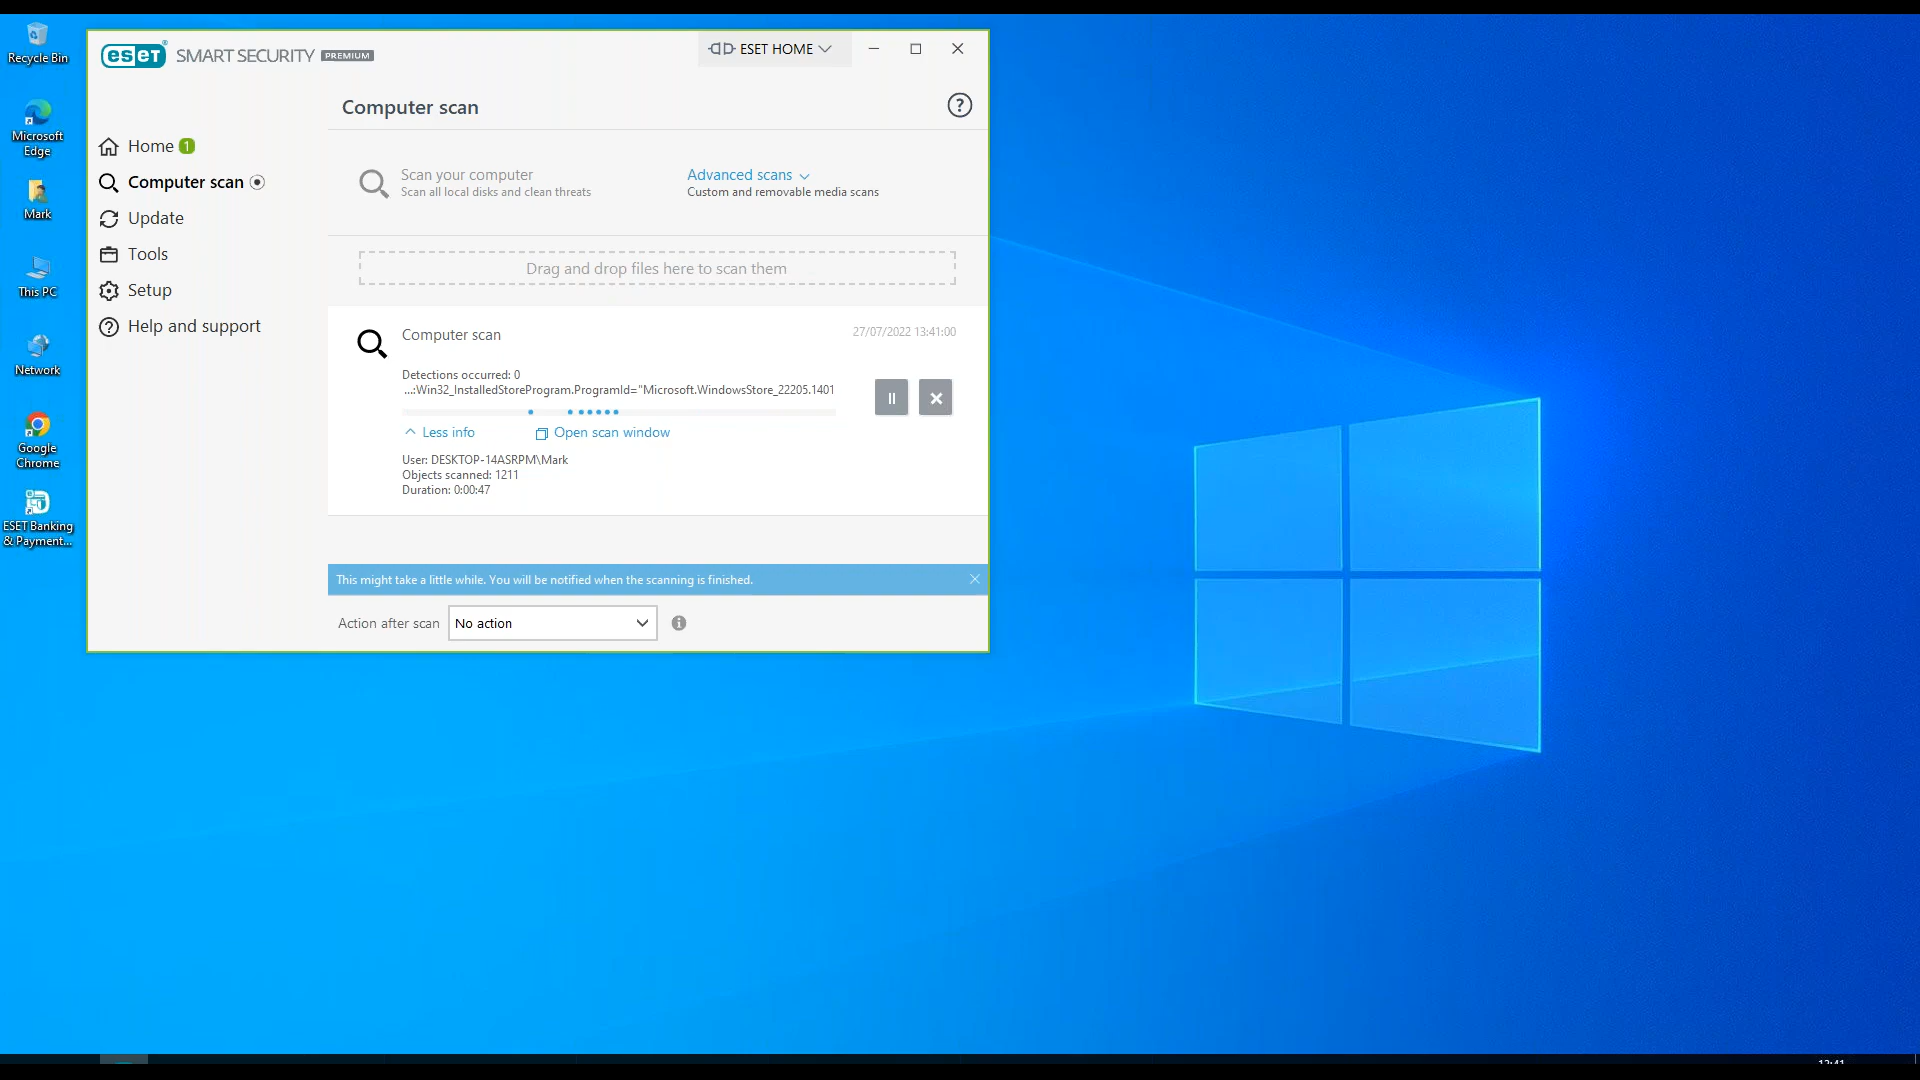 Recycle Bin
Microsoft
Edge
Mark
This PC
Network
Google
Chrome
ESET Banking
& Payment...
eset® SMART SECURITY PREMIUM
ESET HOME
Computer scan
Home 1
Computer scan
Update
Tools
Setup
Help and support
Scan your computer
Scan all local disks and clean threats
Advanced scans
Custom and removable media scans
Drag and drop files here to scan them
Computer scan
27/07/2022 13:41:00
Detections occurred: 0
...:Win32_InstalledStoreProgram.ProgramId="Microsoft.WindowsStore_22205.1401
Less info
Open scan window
User: DESKTOP-14ASRPM\Mark
Objects scanned: 1211
Duration: 0:00:47
This might take a little while. You will be notified when the scanning is finished.
Action after scan
No action